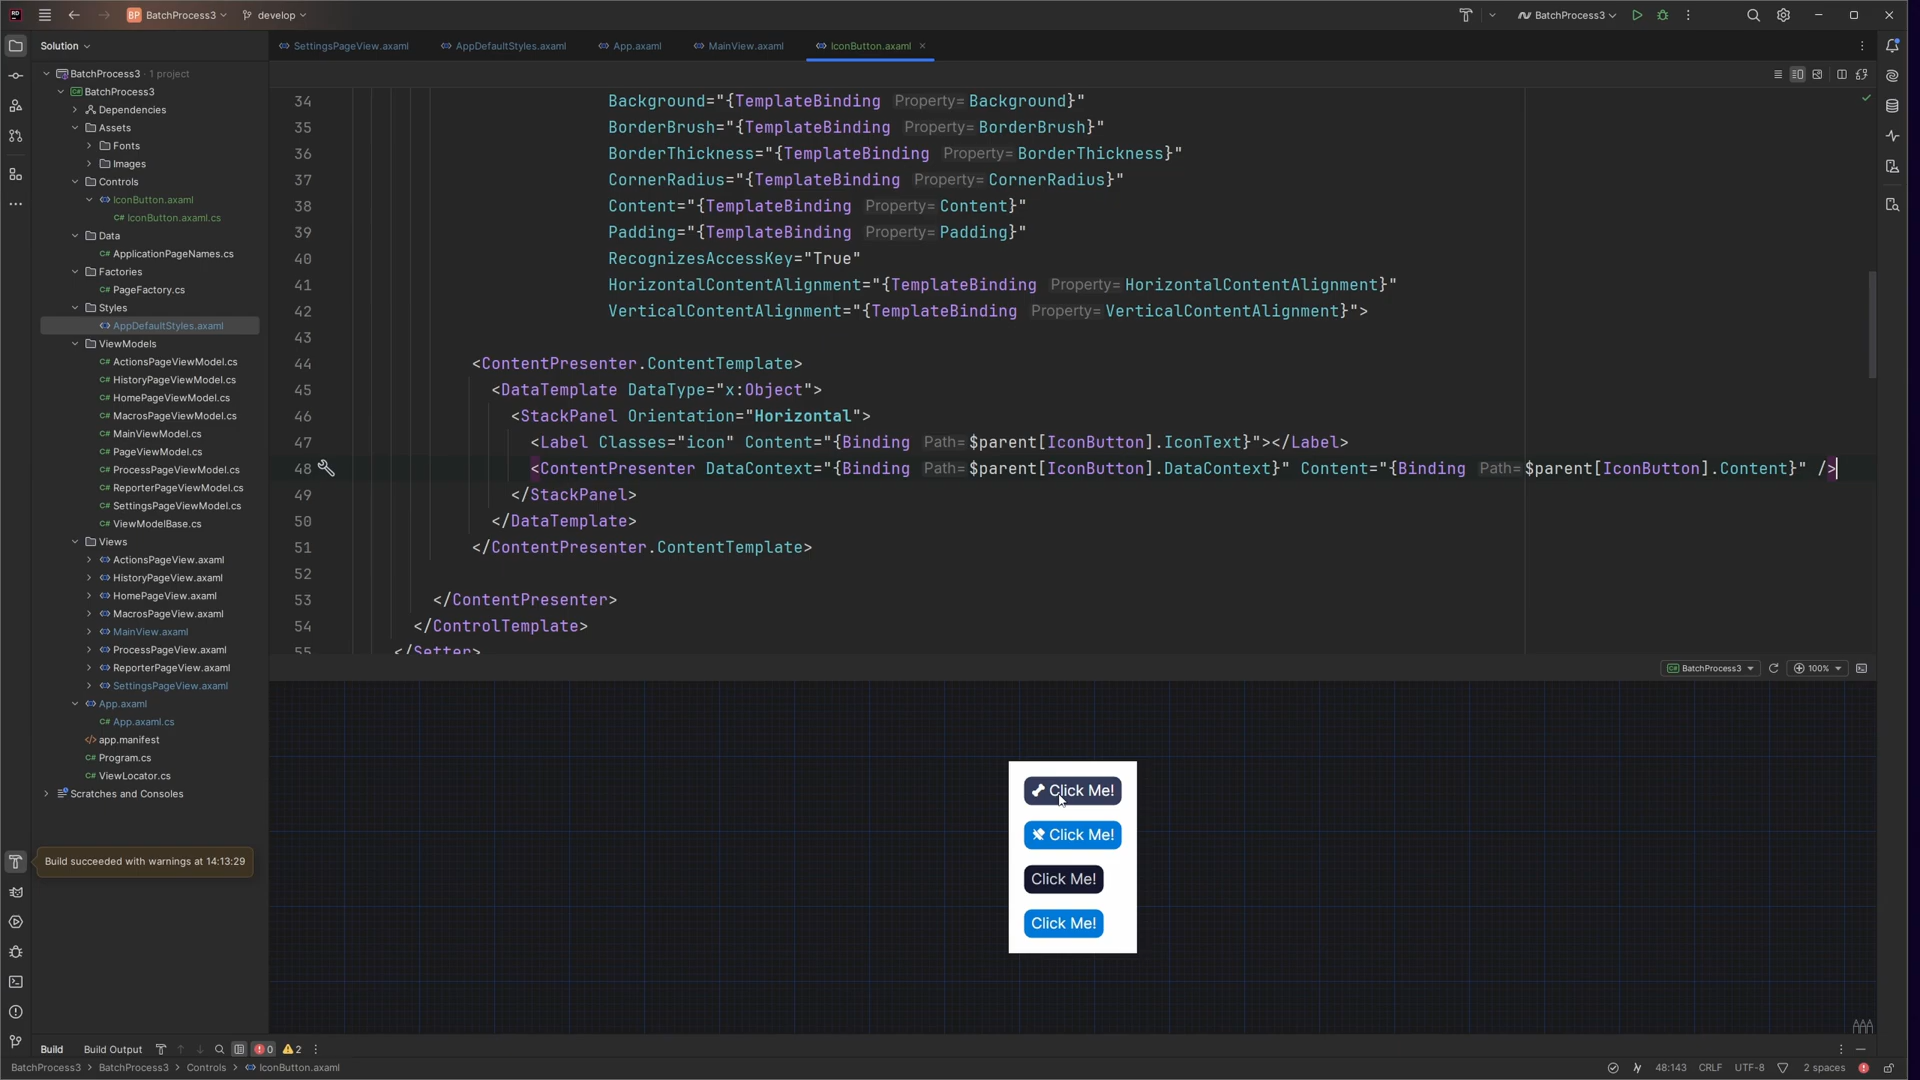 BP BatchProcess3
develop
BatchProcess3
Solution
SettingsPageView.axaml
AppDefaultStyles.axaml
App.axaml
MainView.axaml
IconButton.axaml
BatchProcess3 · 1 project
BatchProcess3
Dependencies
Assets
Fonts
Images
Controls
IconButton.axaml
C# IconButton.axaml.cs
Data
C# ApplicationPageNames.cs
Factories
C# PageFactory.cs
Styles
AppDefaultStyles.axaml
ViewModels
C# ActionsPageViewModel.cs
C# HistoryPageViewModel.cs
C# HomePageViewModel.cs
C# MacrosPageViewModel.cs
C# MainViewModel.cs
C# PageViewModel.cs
C# ProcessPageViewModel.cs
C# ReporterPageViewModel.cs
C# SettingsPageViewModel.cs
C# ViewModelBase.cs
Views
ActionsPageView.axaml
HistoryPageView.axaml
HomePageView.axaml
MacrosPageView.axaml
MainView.axaml
ProcessPageView.axaml
ReporterPageView.axaml
SettingsPageView.axaml
App.axaml
C# App.axaml.cs
app.manifest
C# Program.cs
C# ViewLocator.cs
Scratches and Consoles
34 Background="{TemplateBinding Property= Background}"
35 BorderBrush="{TemplateBinding Property= BorderBrush}"
36 BorderThickness="{TemplateBinding Property= BorderThickness}"
37 CornerRadius="{TemplateBinding Property= CornerRadius}"
38 Content="{TemplateBinding Property= Content}"
39 Padding="{TemplateBinding Property= Padding}"
40 RecognizesAccessKey="True"
41 HorizontalContentAlignment="{TemplateBinding Property= HorizontalContentAlignment}"
42 VerticalContentAlignment="{TemplateBinding Property= VerticalContentAlignment}">
43
44 <ContentPresenter.ContentTemplate>
45 <DataTemplate DataType="x:Object">
46 <StackPanel Orientation="Horizontal">
47 <Label Classes="icon" Content="{Binding Path= $parent[IconButton].IconText}"></Label>
48 <ContentPresenter DataContext="{Binding Path= $parent[IconButton].DataContext}" Content="{Binding Path= $parent[IconButton].Content}" />
49 </StackPanel>
50 </DataTemplate>
51 </ContentPresenter.ContentTemplate>
52
53 </ContentPresenter>
54 </ControlTemplate>
55 </Setter>
BatchProcess3
100%
Click Me!
Click Me!
Click Me!
Click Me!
Build succeeded with warnings at 14:13:29
Build
Build Output
0
2
BatchProcess3 > BatchProcess3 > Controls > IconButton.axaml
48:143
CRLF
UTF-8
2 spaces